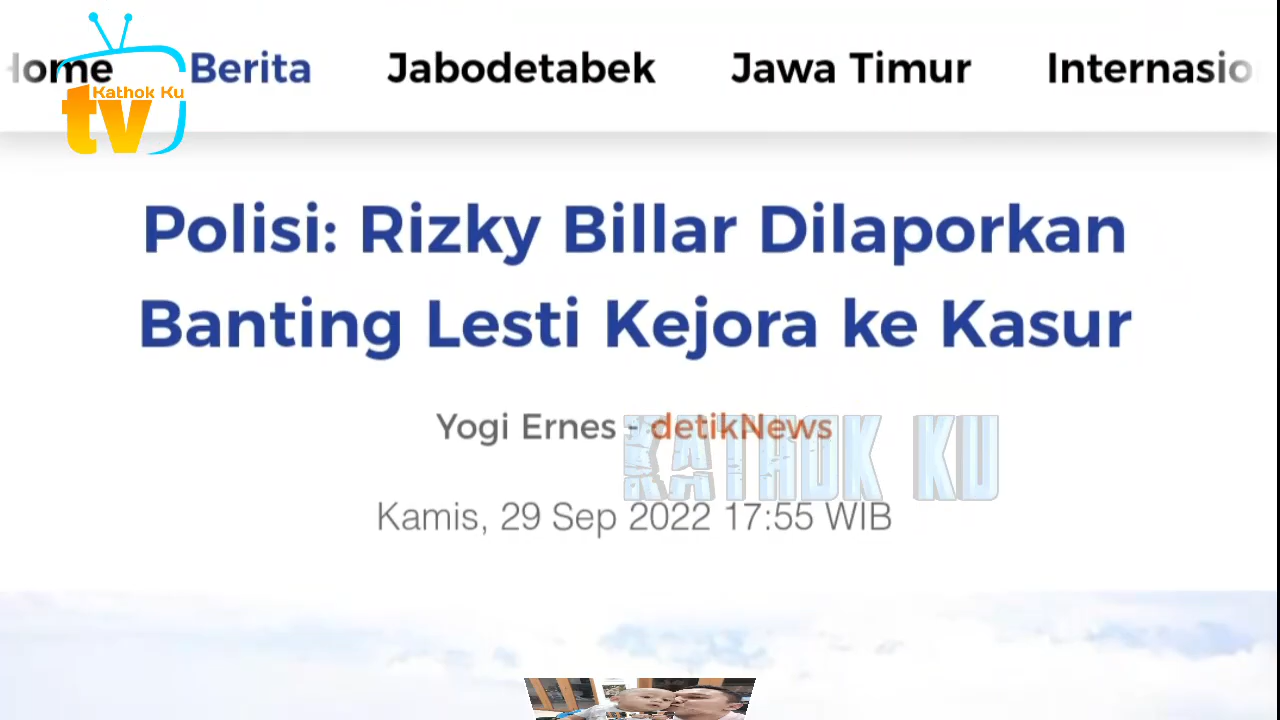 Home Berita Jabodetabek Jawa Timur Internasio
Kathok Ku
tv
Polisi: Rizky Billar Dilaporkan
Banting Lesti Kejora ke Kasur
Yogi Ernes - detikNews
KATHOK KU
Kamis, 29 Sep 2022 17:55 WIB